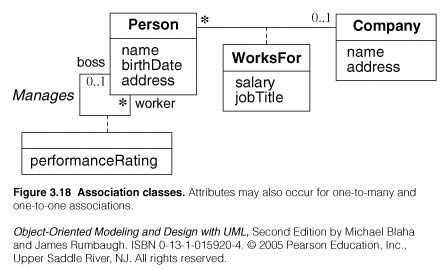 Person
name
birthDate
address
*
0..1
Company
name
address
WorksFor
salary
jobTitle
boss
0..1
Manages
*
worker
performanceRating
Figure 3.18 Association classes. Attributes may also occur for one-to-many and
one-to-one associations.
Object-Oriented Modeling and Design with UML, Second Edition by Michael Blaha
and James Rumbaugh. ISBN 0-13-1-015920-4. © 2005 Pearson Education, Inc.,
Upper Saddle River, NJ. All rights reserved.